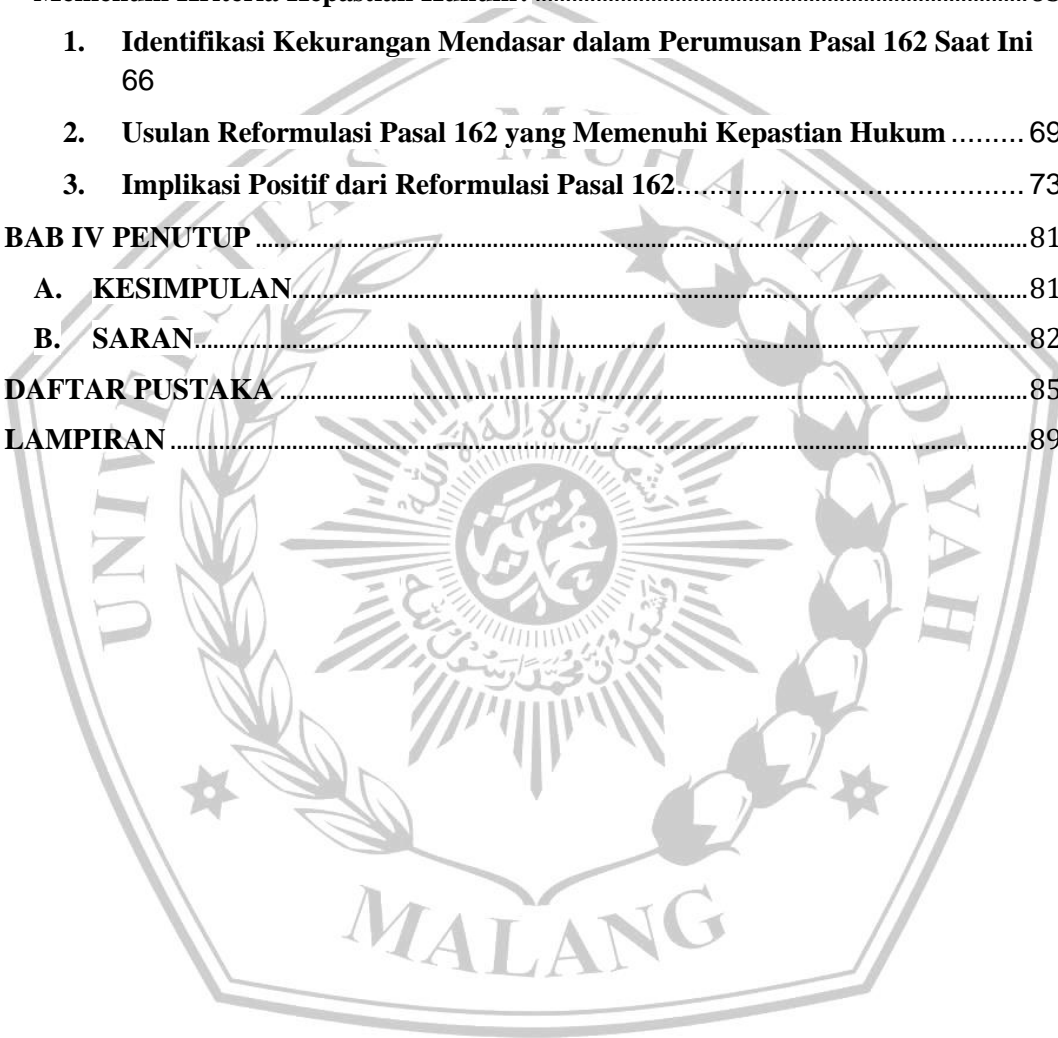 1. Identifikasi Kekurangan Mendasar dalam Perumusan Pasal 162 Saat Ini
66
2. Usulan Reformulasi Pasal 162 yang Memenuhi Kepastian Hukum ......... 69
3. Implikasi Positif dari Reformulasi Pasal 162 ..................................... 73
BAB IV PENUTUP ..................................... 81
A. KESIMPULAN ..................................... 81
B. SARAN ..................................... 82
DAFTAR PUSTAKA ..................................... 85
LAMPIRAN ..................................... 89
UNIVERSITAS MUHAMMADIYAH
MALANG